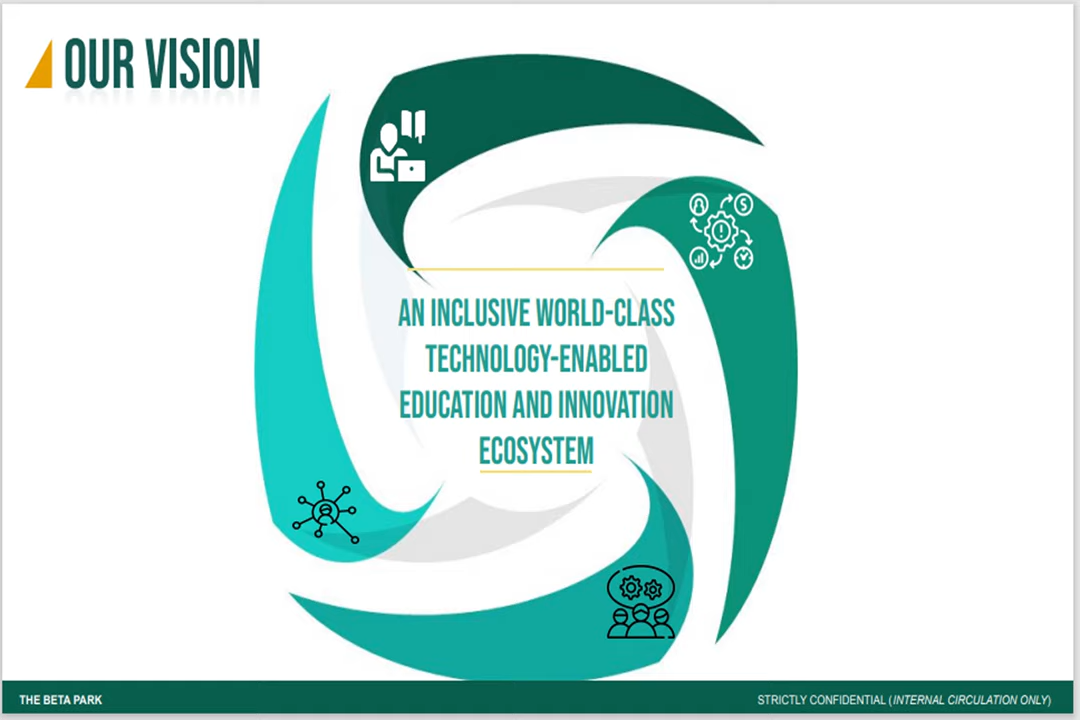 OUR VISION
AN INCLUSIVE WORLD-CLASS
TECHNOLOGY-ENABLED
EDUCATION AND INNOVATION
ECOSYSTEM
THE BETA PARK
STRICTLY CONFIDENTIAL (INTERNAL CIRCULATION ONLY)